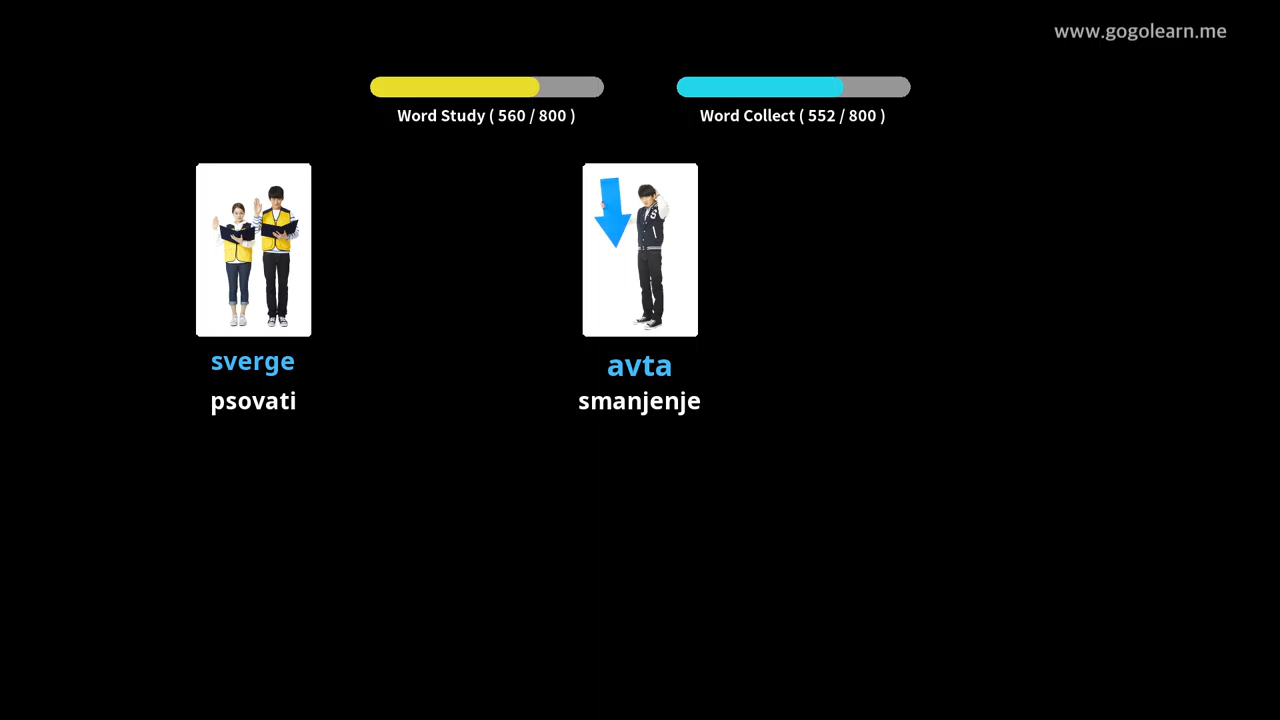 www.gogolearn.me
Word Study ( 560 / 800 )
Word Collect ( 552 / 800 )
sverge
psovati
avta
smanjenje